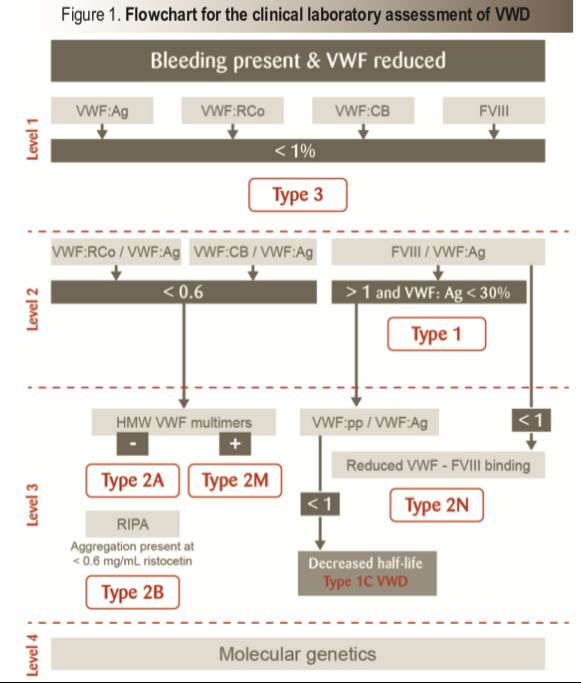 Figure 1. Flowchart for the clinical laboratory assessment of VWD
Bleeding present & VWF reduced
Level 1
VWF:Ag
VWF:RCo
VWF:CB
FVIII
< 1%
Type 3
Level 2
VWF:RCo / VWF:Ag
VWF:CB / VWF:Ag
FVIII / VWF:Ag
< 0.6
> 1 and VWF: Ag < 30%
Type 1
Level 3
HMW VWF multimers
-
+
Type 2A
Type 2M
VWF:pp / VWF:Ag
< 1
Reduced VWF - FVIII binding
Type 2N
< 1
RIPA
Aggregation present at
< 0.6 mg/mL ristocetin
Type 2B
Decreased half-life
Type 1C VWD
Level 4
Molecular genetics